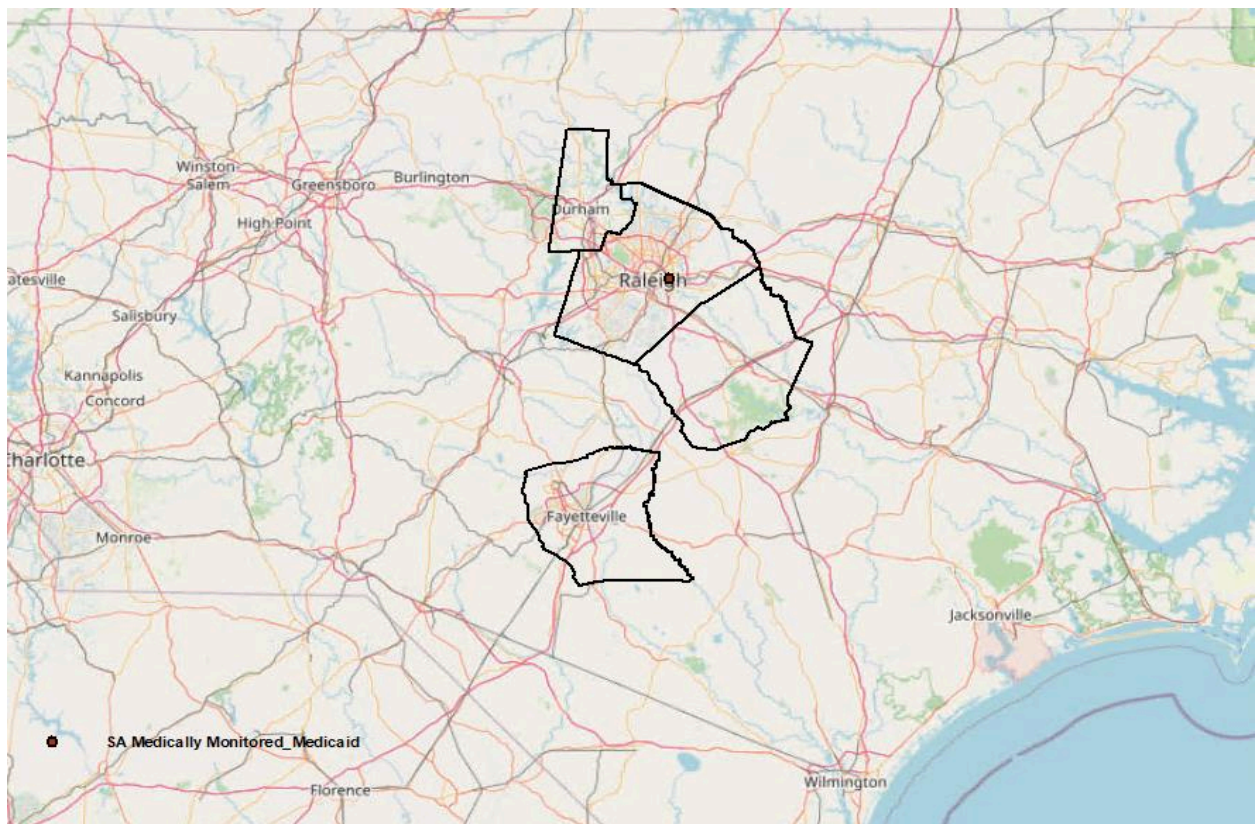 Winston-
Salem
Greensboro
Burlington
High Point
Durham
atesville
Raleigh
Salisbury
Kannapolis
Concord
Charlotte
Fayetteville
Monroe
Jacksonville
SA Medically Monitored_Medicaid
Florence
Wilmington